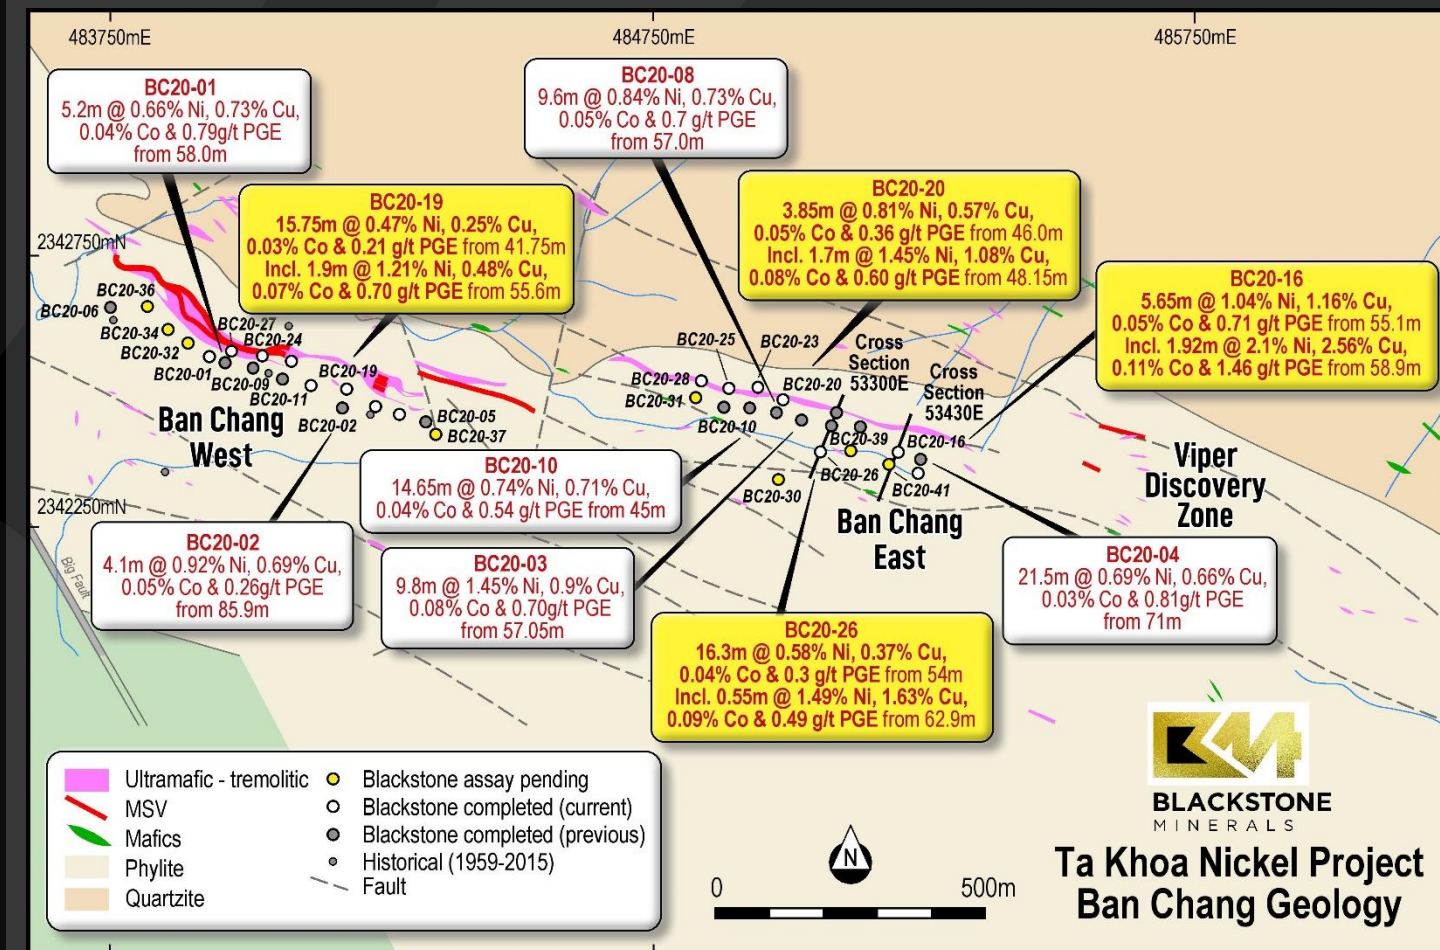 483750mE
484750mE
485750mE
BC20-01
5.2m @ 0.66% Ni, 0.73% Cu,
0.04% Co & 0.79g/t PGE
from 58.0m
BC20-08
9.6m @ 0.84% Ni, 0.73% Cu,
0.05% Co & 0.7 g/t PGE
from 57.0m
BC20-19
15.75m @ 0.47% Ni, 0.25% Cu,
0.03% Co & 0.21 g/t PGE from 41.75m
Incl. 1.9m @ 1.21% Ni, 0.48% Cu,
0.07% Co & 0.70 g/t PGE from 55.6m
BC20-20
3.85m @ 0.81% Ni, 0.57% Cu,
0.05% Co & 0.36 g/t PGE from 46.0m
Incl. 1.7m @ 1.45% Ni, 1.08% Cu,
0.08% Co & 0.60 g/t PGE from 48.15m
BC20-16
5.65m @ 1.04% Ni, 1.16% Cu,
0.05% Co & 0.71 g/t PGE from 55.1m
Incl. 1.92m @ 2.1% Ni, 2.56% Cu,
0.11% Co & 1.46 g/t PGE from 58.9m
2342750mN
BC20-36
BC20-06
BC20-34
BC20-32
BC20-27
BC20-24
BC20-01
BC20-09
BC20-11
BC20-19
BC20-02
BC20-05
BC20-37
Ban Chang
West
BC20-25
BC20-23
BC20-28
BC20-31
BC20-20
BC20-10
BC20-39
BC20-16
BC20-26
BC20-41
BC20-30
Cross
Section
53300E
Cross
Section
53430E
Ban Chang
East
Viper
Discovery
Zone
2342250mN
Big Fault
BC20-10
14.65m @ 0.74% Ni, 0.71% Cu,
0.04% Co & 0.54 g/t PGE from 45m
BC20-02
4.1m @ 0.92% Ni, 0.69% Cu,
0.05% Co & 0.26g/t PGE
from 85.9m
BC20-03
9.8m @ 1.45% Ni, 0.9% Cu,
0.08% Co & 0.70g/t PGE
from 57.05m
BC20-04
21.5m @ 0.69% Ni, 0.66% Cu,
0.03% Co & 0.81g/t PGE
from 71m
BC20-26
16.3m @ 0.58% Ni, 0.37% Cu,
0.04% Co & 0.3 g/t PGE from 54m
Incl. 0.55m @ 1.49% Ni, 1.63% Cu,
0.09% Co & 0.49 g/t PGE from 62.9m
Ultramafic - tremolitic
MSV
Mafics
Phylite
Quartzite
Blackstone assay pending
Blackstone completed (current)
Blackstone completed (previous)
Historical (1959-2015)
Fault
N
0
500m
BM
BLACKSTONE
MINERALS
Ta Khoa Nickel Project
Ban Chang Geology